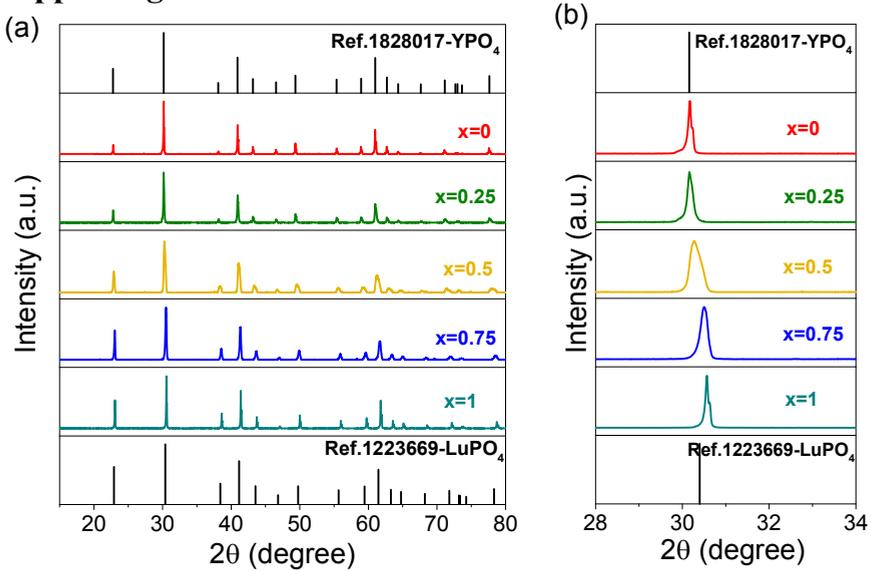 (a)
Ref.1828017-YPO4
x=0
x=0.25
x=0.5
x=0.75
x=1
Ref.1223669-LuPO4
Intensity (a.u.)
20 30 40 50 60 70 80
2θ (degree)
(b)
Ref.1828017-YPO4
x=0
x=0.25
x=0.5
x=0.75
x=1
Ref.1223669-LuPO4
Intensity (a.u.)
28 30 32 34
2θ (degree)